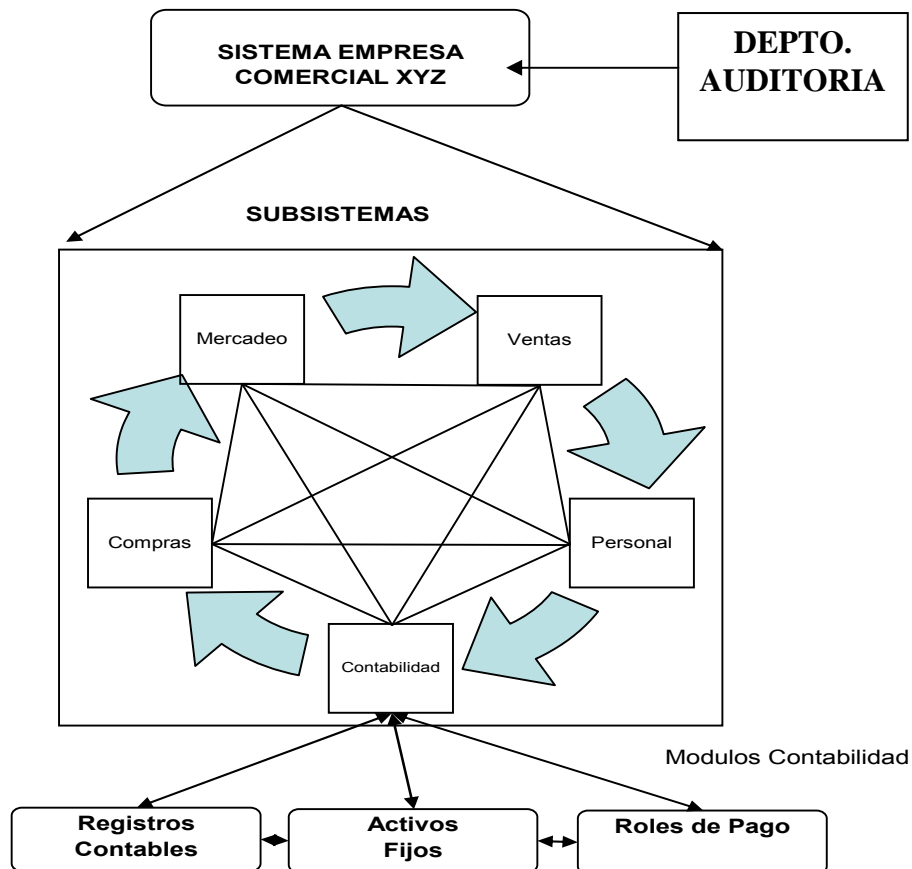 SISTEMA EMPRESA
COMERCIAL XYZ
DEPTO.
AUDITORIA
SUBSISTEMAS
Mercadeo
Ventas
Compras
Personal
Contabilidad
Modulos Contabilidad
Registros
Contables
Activos
Fijos
Roles de Pago